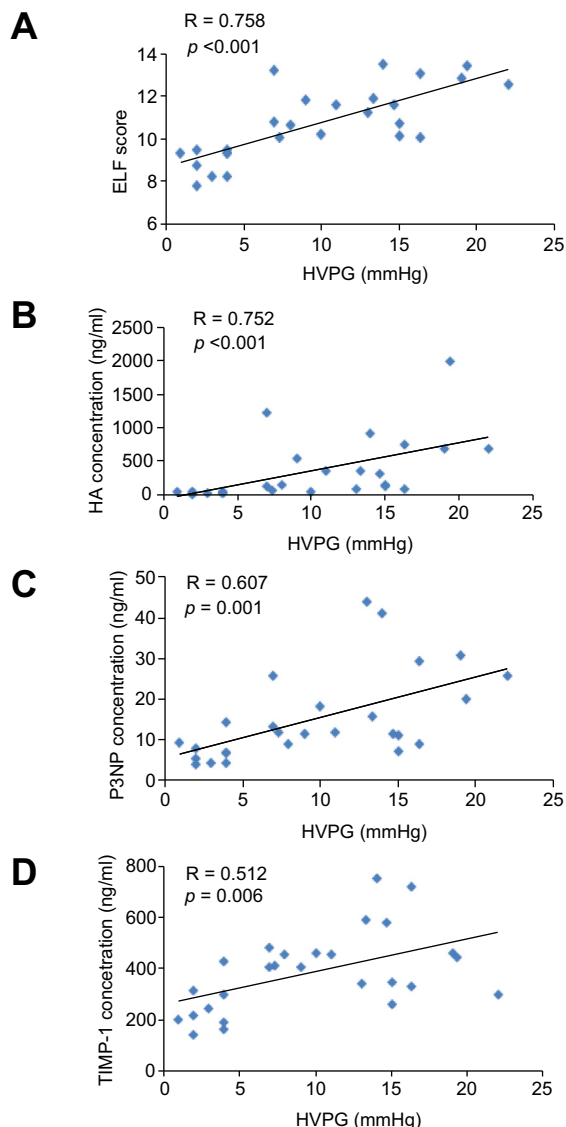 A
R = 0.758
p <0.001
14
12
10
8
6
ELF score
0 5 10 15 20 25
HVPG (mmHg)
B
R = 0.752
p <0.001
2500
2000
1500
1000
500
0
HA concentration (ng/ml)
0 5 10 15 20 25
HVPG (mmHg)
C
R = 0.607
p = 0.001
50
40
30
20
10
0
P3NP concentration (ng/ml)
0 5 10 15 20 25
HVPG (mmHg)
D
R = 0.512
p = 0.006
800
600
400
200
0
TIMP-1 concetration (ng/ml)
0 5 10 15 20 25
HVPG (mmHg)